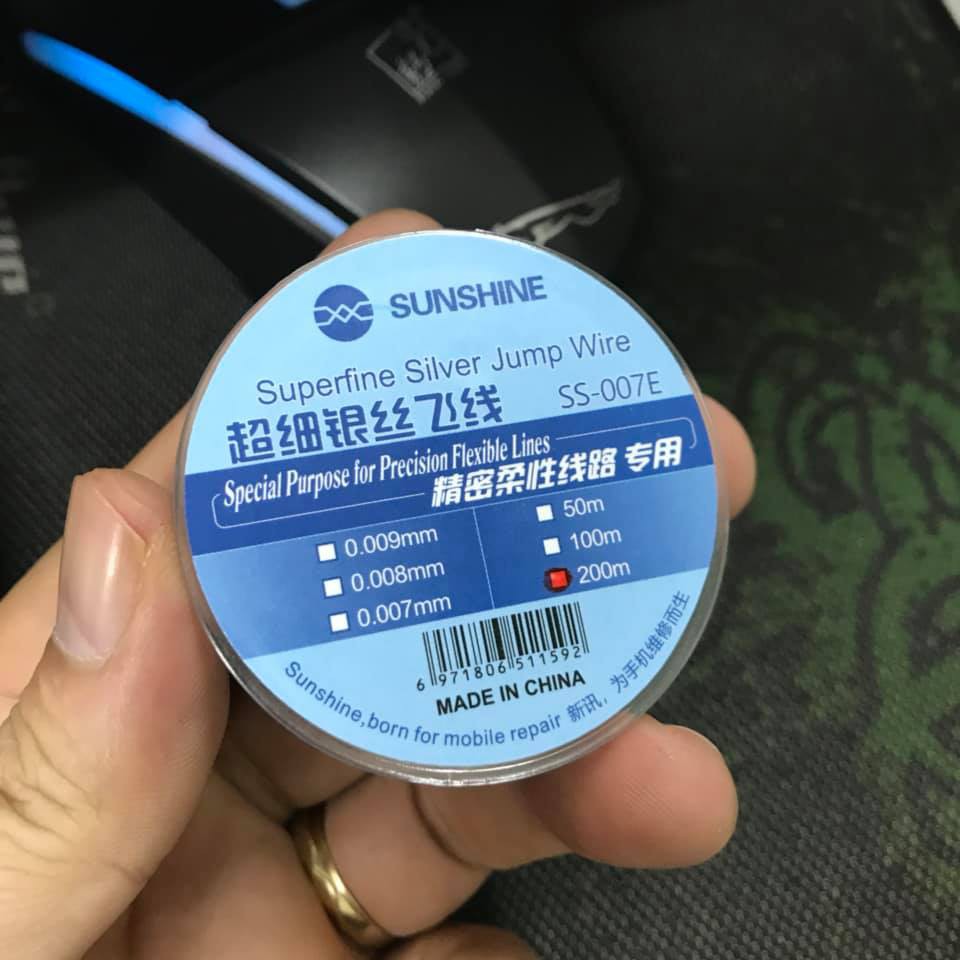 SUNSHINE
Superfine Silver Jump Wire
超细银丝飞线 SS-007E
Special Purpose for Precision Flexible Lines
精密柔性线路 专用
0.009mm
0.008mm
0.007mm
50m
100m
200m
6 971806 511592
MADE IN CHINA
Sunshine,born for mobile repair 新讯，为手机维修而生